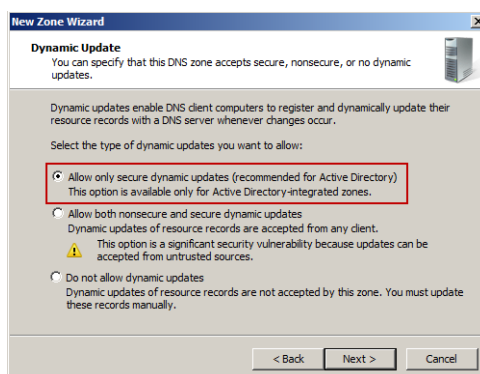 New Zone Wizard
Dynamic Update
You can specify that this DNS zone accepts secure, nonsecure, or no dynamic
updates.
Dynamic updates enable DNS client computers to register and dynamically update their
resource records with a DNS server whenever changes occur.
Select the type of dynamic updates you want to allow:
Allow only secure dynamic updates (recommended for Active Directory)
This option is available only for Active Directory-integrated zones.
Allow both nonsecure and secure dynamic updates
Dynamic updates of resource records are accepted from any client.
This option is a significant security vulnerability because updates can be
accepted from untrusted sources.
Do not allow dynamic updates
Dynamic updates of resource records are not accepted by this zone. You must update
these records manually.
< Back Next > Cancel